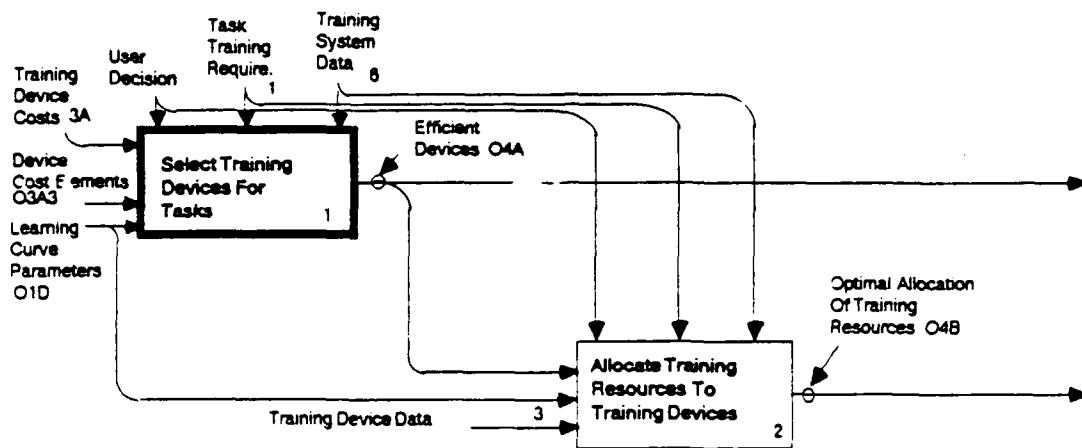 Training
Device
Costs 3A
User
Decision
Task
Training
Require.
1
Training
System
Data
6
Device
Cost Elements
O3A3
Learning
Curve
Parameters
O1D
Select Training
Devices For
Tasks
1
Efficient
Devices O4A
Training Device Data
3
Allocate Training
Resources To
Training Devices
2
Optimal Allocation
Of Training
Resources O4B